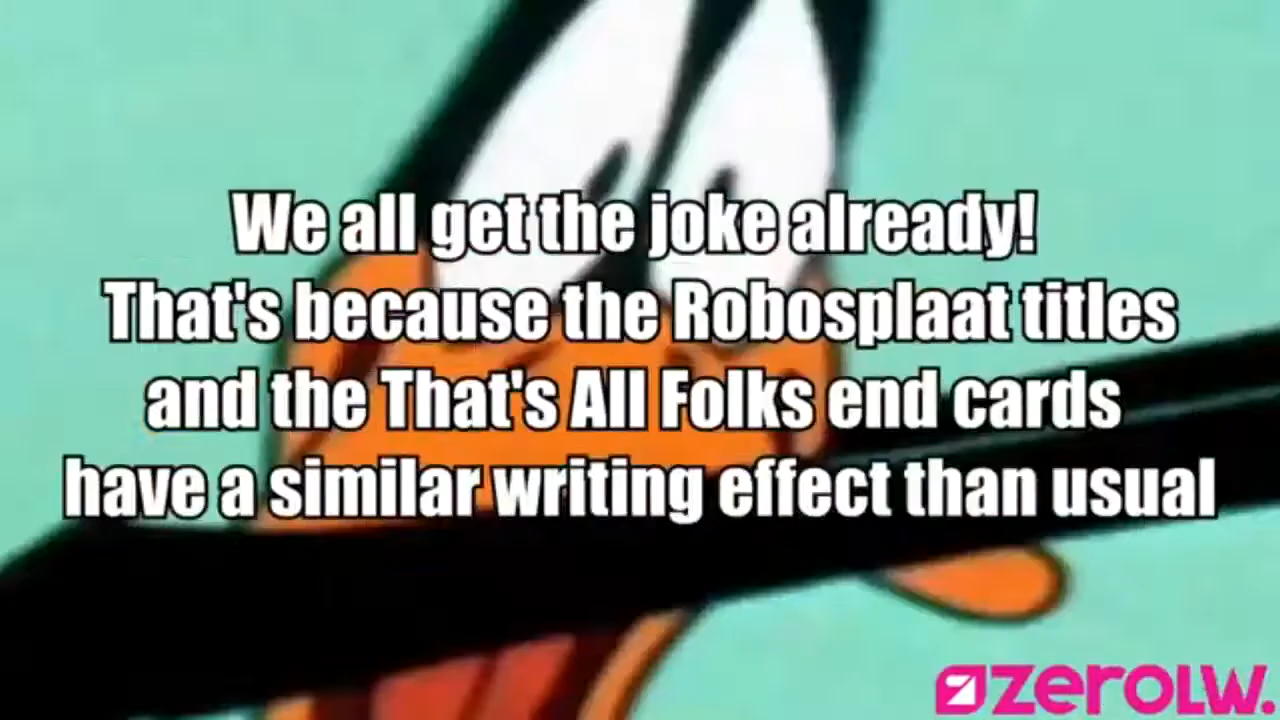 We all get the joke already!
That's because the Robosplaat titles
and the That's All Folks end cards
have a similar writing effect than usual
zerolw.